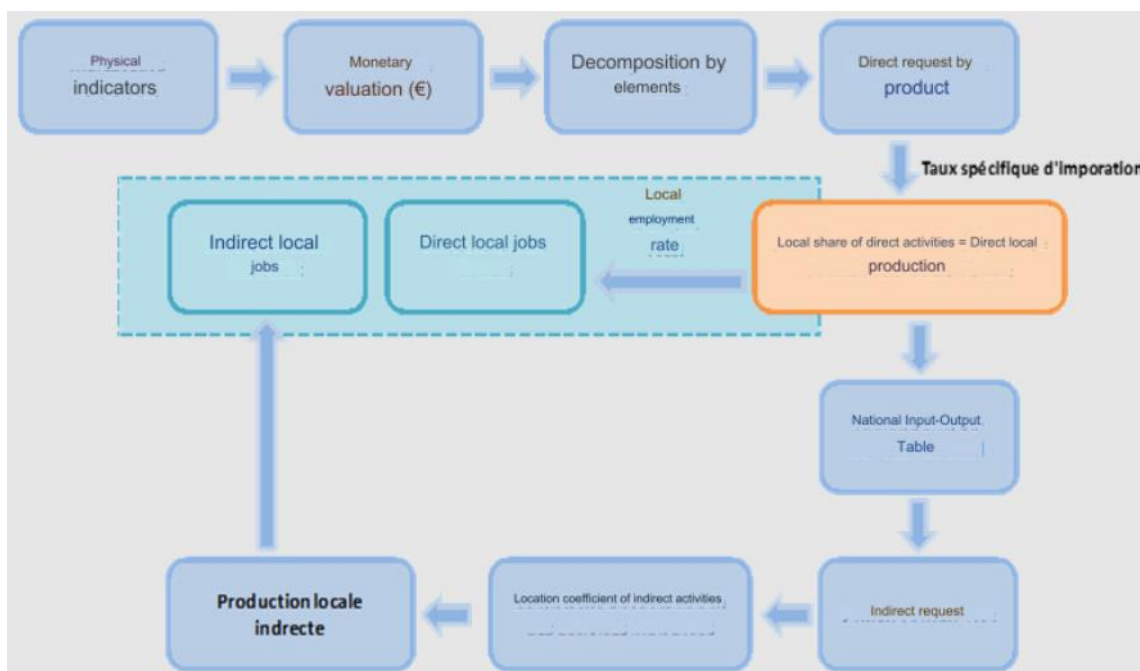 Physical
indicators
Monetary
valuation (€)
Decomposition by
elements
Direct request by
product
Taux spécifique d'imporation
Local
employment
rate
Indirect local
jobs
Direct local jobs
Local share of direct activities = Direct local
production
National Input-Output
Table
Production locale
indrecte
Location coefficient of indirect activities
Indirect request